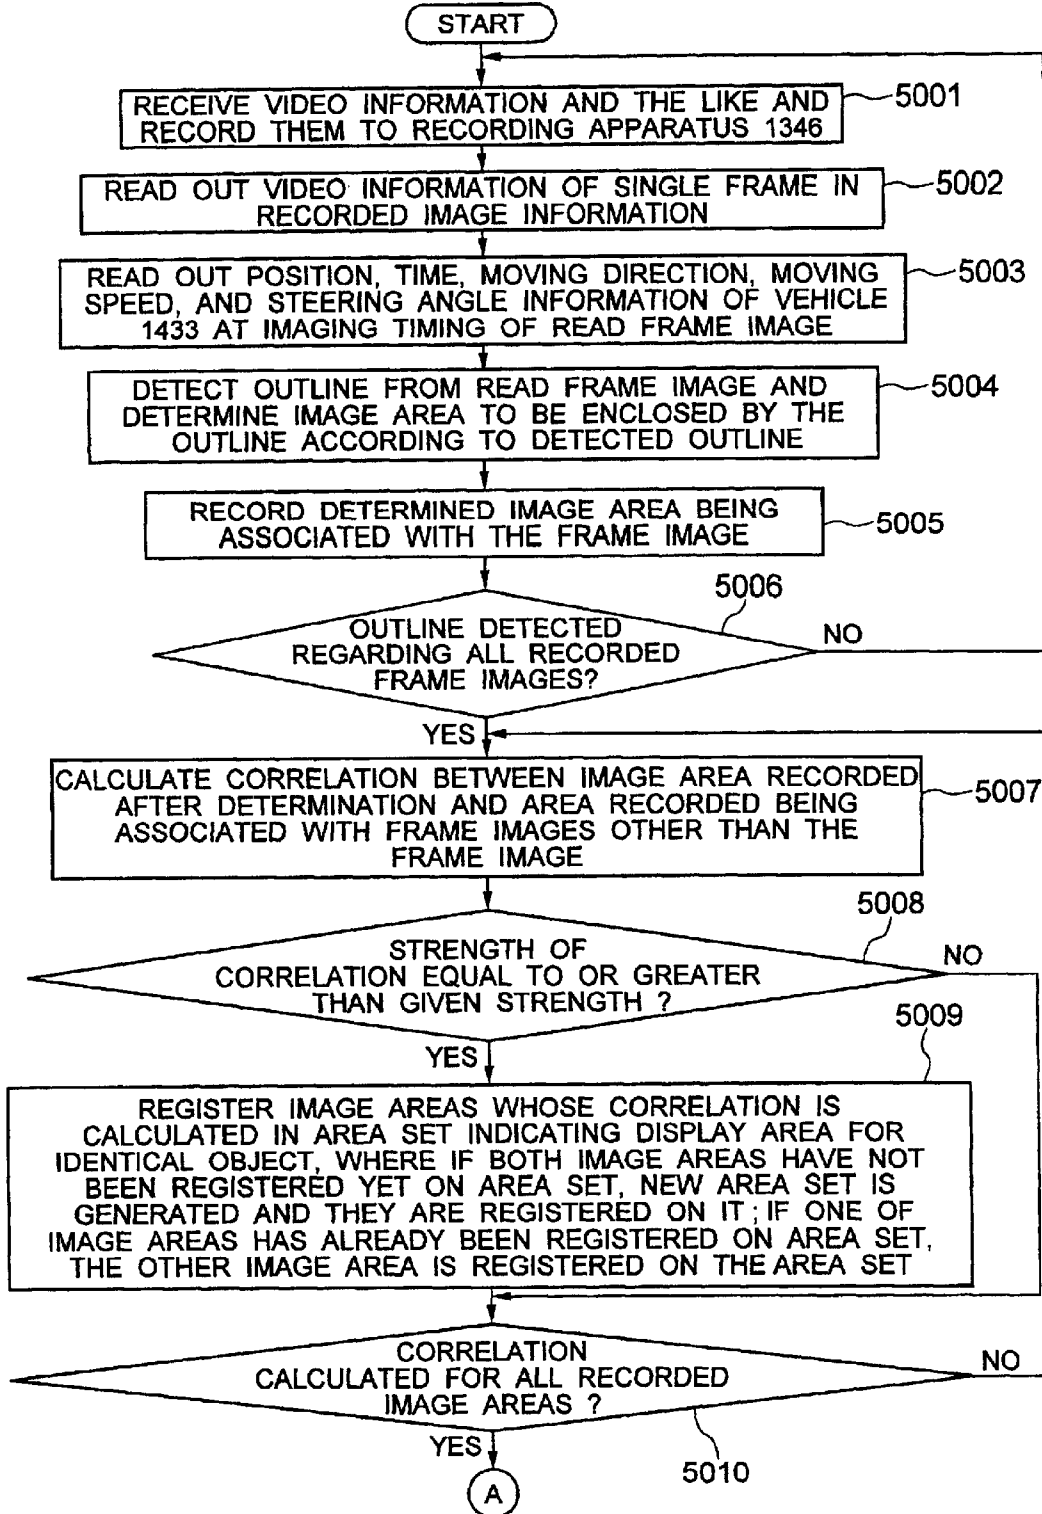 START
RECEIVE VIDEO INFORMATION AND THE LIKE AND
RECORD THEM TO RECORDING APPARATUS 1346
5001
READ OUT VIDEO INFORMATION OF SINGLE FRAME IN
RECORDED IMAGE INFORMATION
5002
READ OUT POSITION, TIME, MOVING DIRECTION, MOVING
SPEED, AND STEERING ANGLE INFORMATION OF VEHICLE
1433 AT IMAGING TIMING OF READ FRAME IMAGE
5003
DETECT OUTLINE FROM READ FRAME IMAGE AND
DETERMINE IMAGE AREA TO BE ENCLOSED BY THE
OUTLINE ACCORDING TO DETECTED OUTLINE
5004
RECORD DETERMINED IMAGE AREA BEING
ASSOCIATED WITH THE FRAME IMAGE
5005
5006
OUTLINE DETECTED
REGARDING ALL RECORDED
FRAME IMAGES?
NO
YES
CALCULATE CORRELATION BETWEEN IMAGE AREA RECORDED
AFTER DETERMINATION AND AREA RECORDED BEING
ASSOCIATED WITH FRAME IMAGES OTHER THAN THE
FRAME IMAGE
5007
5008
STRENGTH OF
CORRELATION EQUAL TO OR GREATER
THAN GIVEN STRENGTH ?
NO
YES
5009
REGISTER IMAGE AREAS WHOSE CORRELATION IS
CALCULATED IN AREA SET INDICATING DISPLAY AREA FOR
IDENTICAL OBJECT, WHERE IF BOTH IMAGE AREAS HAVE NOT
BEEN REGISTERED YET ON AREA SET, NEW AREA SET IS
GENERATED AND THEY ARE REGISTERED ON IT ; IF ONE OF
IMAGE AREAS HAS ALREADY BEEN REGISTERED ON AREA SET,
THE OTHER IMAGE AREA IS REGISTERED ON THE AREA SET
CORRELATION
CALCULATED FOR ALL RECORDED
IMAGE AREAS ?
NO
YES
5010
A